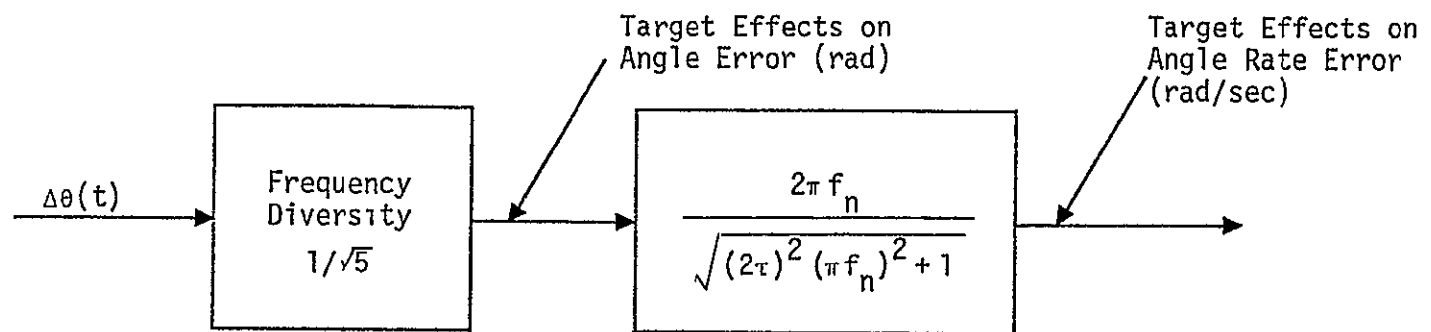 Target Effects on
Angle Error (rad)
Target Effects on
Angle Rate Error
(rad/sec)
Δθ(t)
Frequency
Diversity
1/√5
2π f_n
√((2τ)^2 (π f_n)^2 + 1)